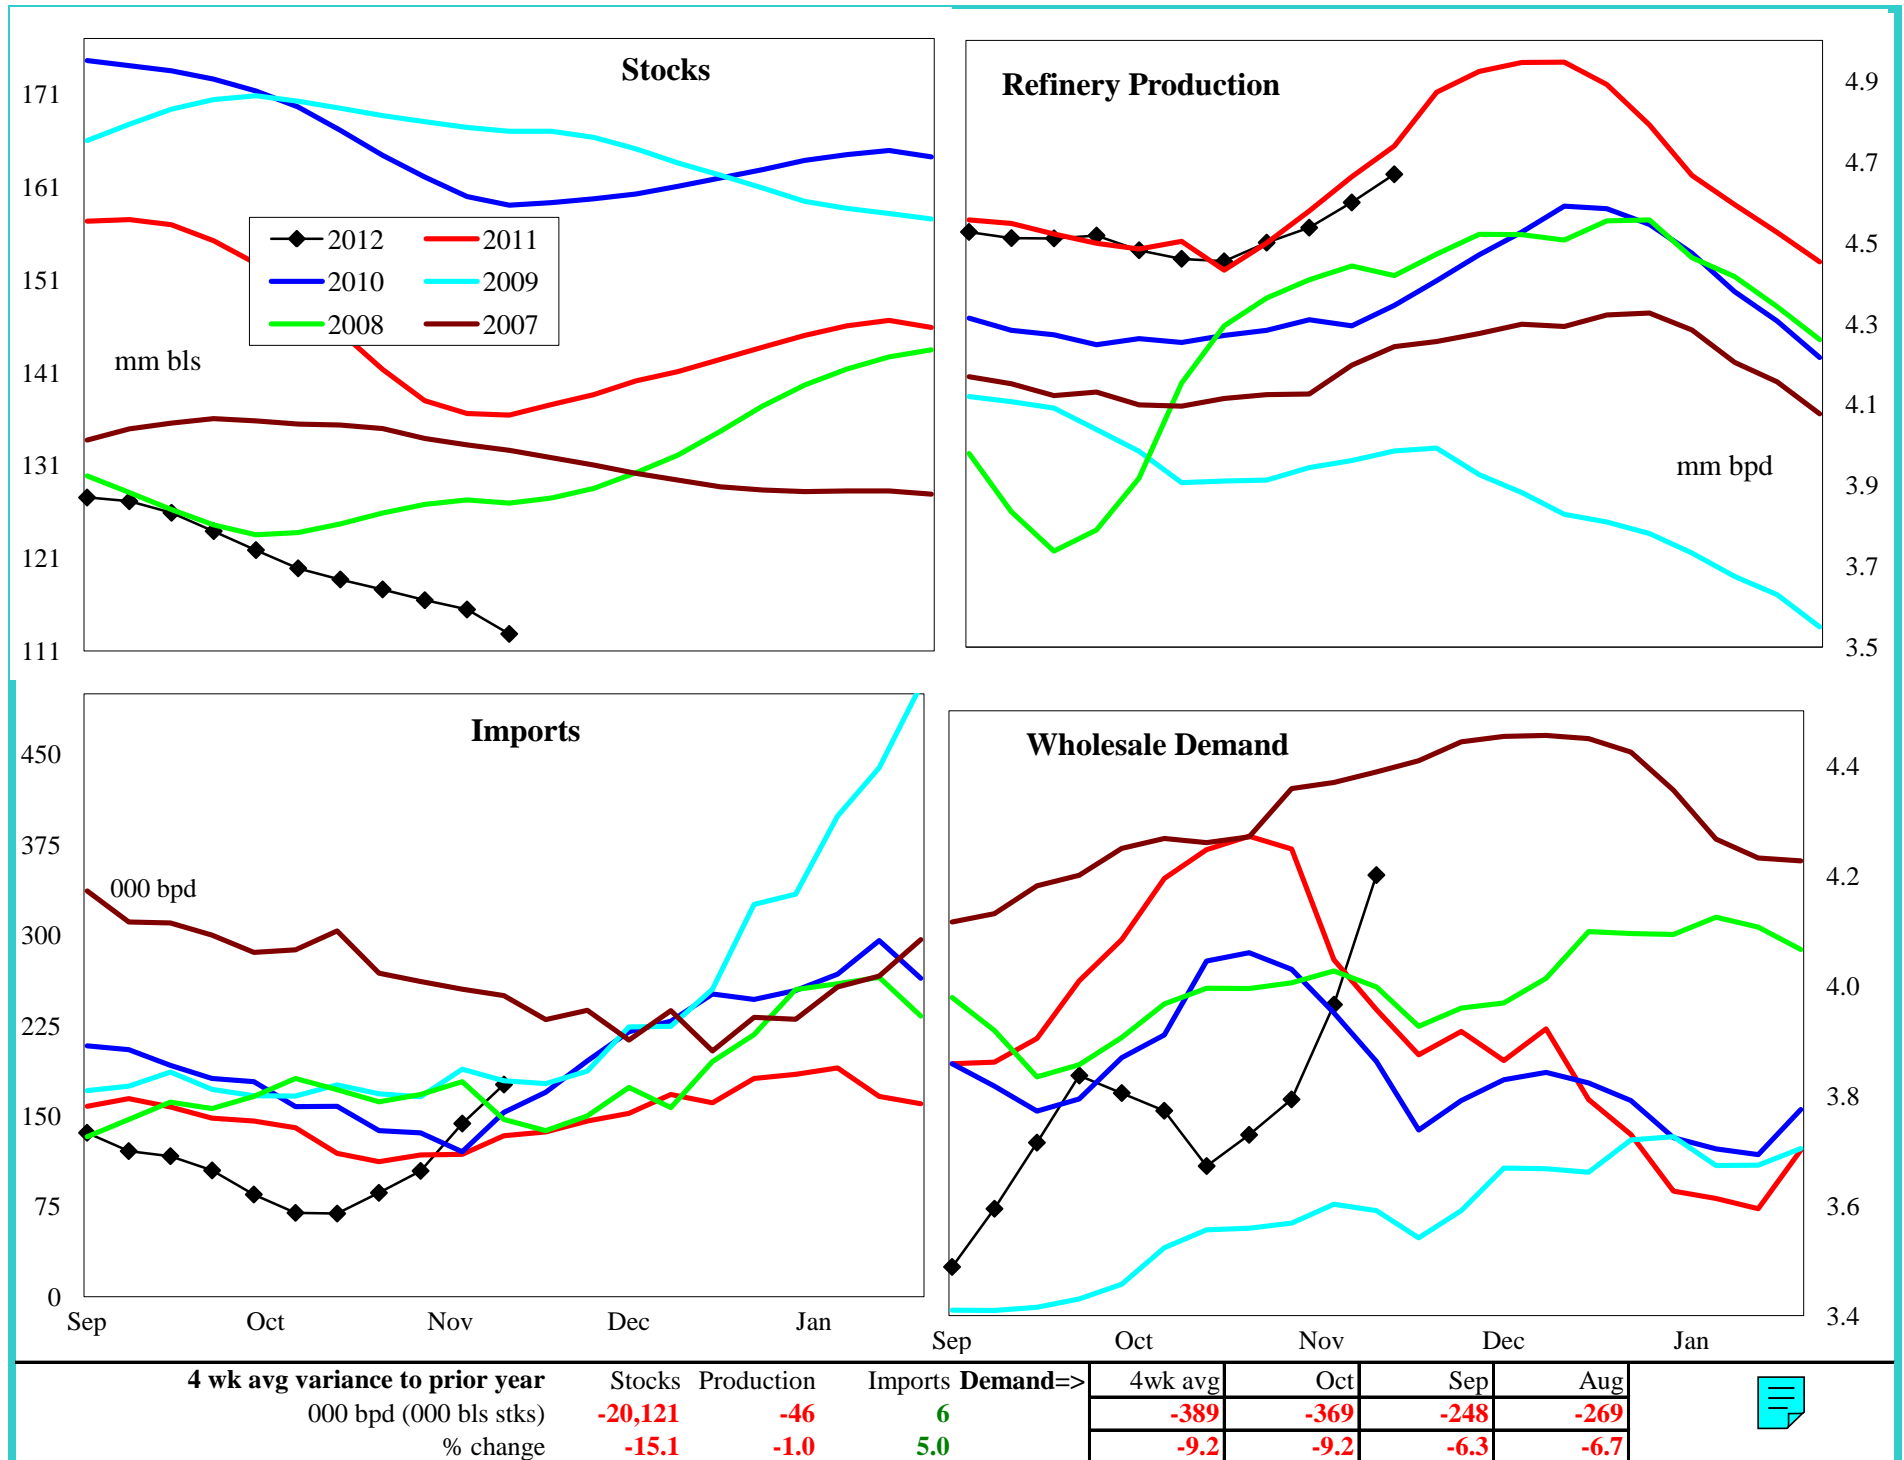 Stocks
171
161
151
141
131
121
111
2012 2011
2010 2009
2008 2007
mm bls
Refinery Production
4.9
4.7
4.5
4.3
4.1
3.9
3.7
3.5
mm bpd
Imports
450
375
300
225
150
75
0
000 bpd
Sep Oct Nov Dec Jan
Wholesale Demand
4.4
4.2
4.0
3.8
3.6
3.4
Sep Oct Nov Dec Jan
4 wk avg variance to prior year Stocks Production Imports Demand=> 4wk avg Oct Sep Aug
000 bpd (000 bls stks) -20,121 -46 6 -389 -369 -248 -269
% change -15.1 -1.0 5.0 -9.2 -9.2 -6.3 -6.7